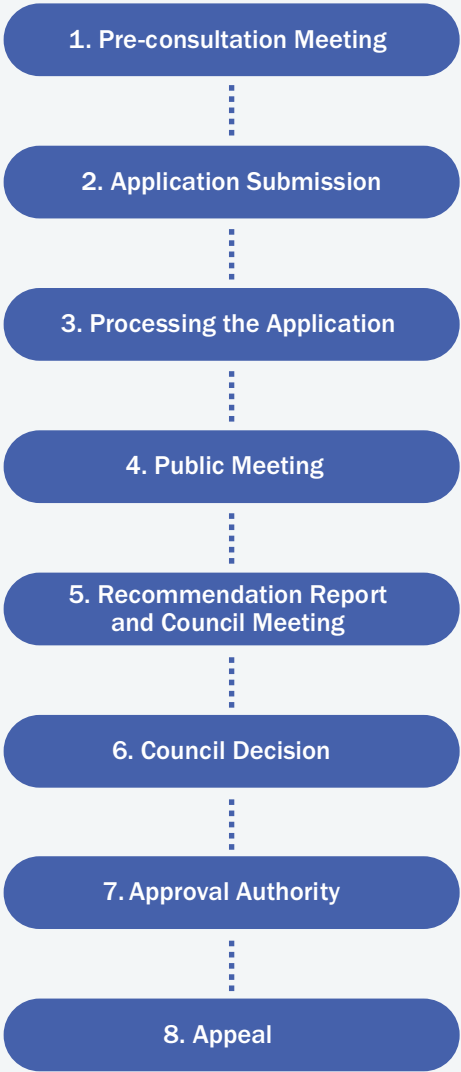 1. Pre-consultation Meeting
2. Application Submission
3. Processing the Application
4. Public Meeting
5. Recommendation Report
and Council Meeting
6. Council Decision
7. Approval Authority
8. Appeal